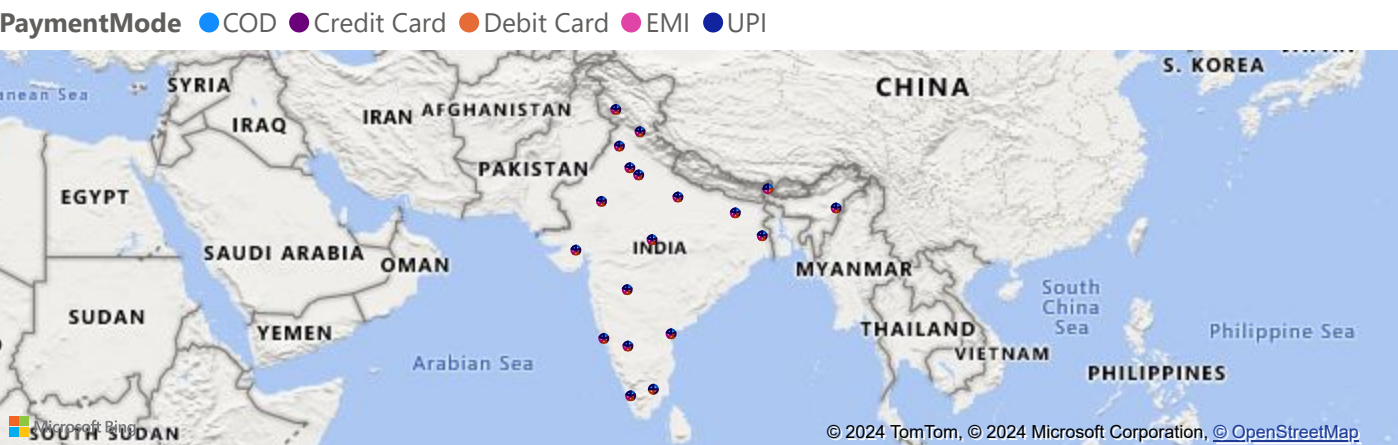 PaymentMode COD Credit Card Debit Card EMI UPI
S. KOREA
SYRIA
CHINA
anean Sea
IRAN
AFGHANISTAN
IRAQ
PAKISTAN
EGYPT
INDIA
SAUDI ARABIA
OMAN
MYANMAR
South
China
Sea
SUDAN
YEMEN
THAILAND
Philippine Sea
VIETNAM
Arabian Sea
PHILIPPINES
Microsoft Bing
SOUTH SUDAN
© 2024 TomTom, © 2024 Microsoft Corporation, © OpenStreetMap